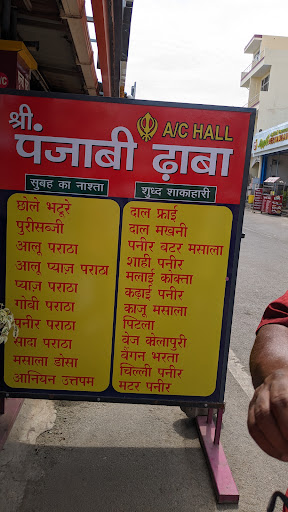 श्री.
A/C HALL
पंजाबी ढ़ाबा
सुबह का नाश्ता
शुध्द शाकाहारी
छोले भटूरे
पुरीसब्जी
आलू पराठा
आलू प्याज़ पराठा
प्याज़ पराठा
गोबी पराठा
पनीर पराठा
सादा पराठा
मसाला डोसा
आनियन उत्तपम
दाल फ्राई
दाल मखनी
पनीर बटर मसाला
शाही पनीर
मलाई कोफ्ता
कढ़ाई पनीर
काजू मसाला
पिटला
वेज कोल्हापुरी
बैंगन भरता
चिल्ली पनीर
मटर पनीर